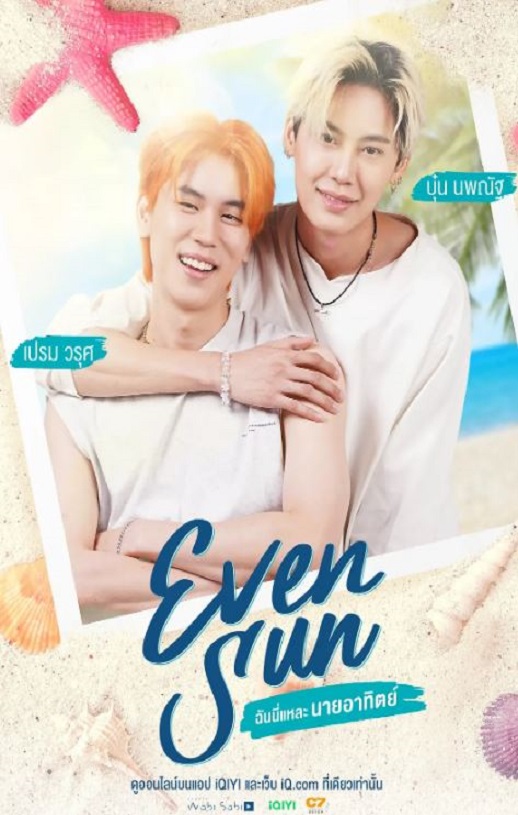 บุ๋น นพณัฐ
เปรม วรุศ
Even
Sun
ฉันนี่แหละ นายอาทิตย์
ดูออนไลน์บนแอป iQIYI และเว็บ iQ.com ที่เดียวเท่านั้น
Wabi Sabi iQIYI C7